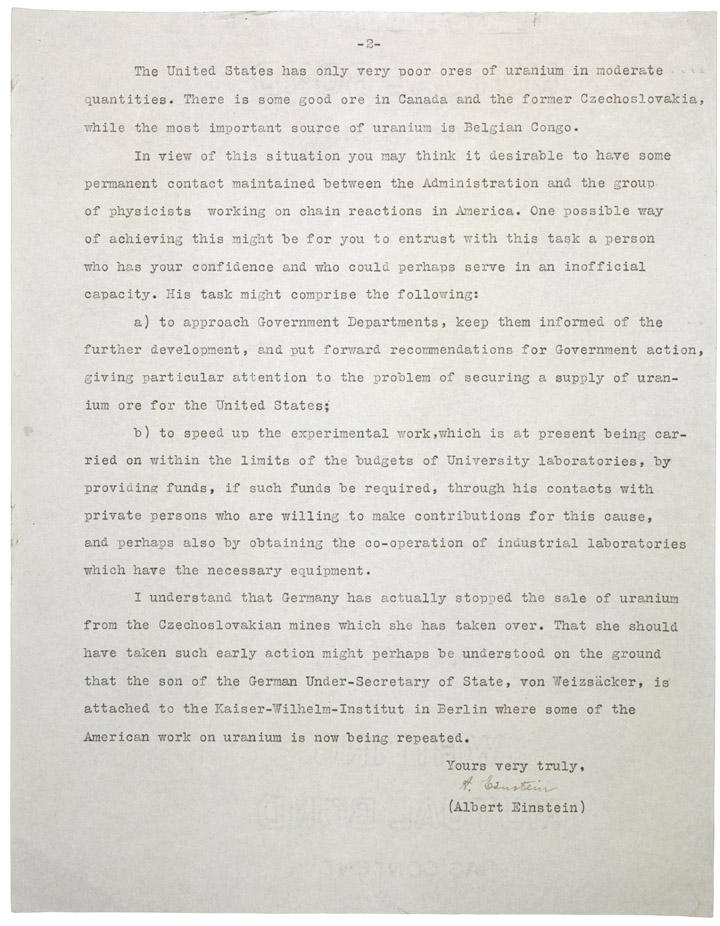 -2-
The United States has only very poor ores of uranium in moderate
quantities. There is some good ore in Canada and the former Czechoslovakia,
while the most important source of uranium is Belgian Congo.
In view of this situation you may think it desirable to have some
permanent contact maintained between the Administration and the group
of physicists working on chain reactions in America. One possible way
of achieving this might be for you to entrust with this task a person
who has your confidence and who could perhaps serve in an inofficial
capacity. His task might comprise the following:
a) to approach Government Departments, keep them informed of the
further development, and put forward recommendations for Government action,
giving particular attention to the problem of securing a supply of uran-
ium ore for the United States;
b) to speed up the experimental work,which is at present being car-
ried on within the limits of the budgets of University laboratories, by
providing funds, if such funds be required, through his contacts with
private persons who are willing to make contributions for this cause,
and perhaps also by obtaining the co-operation of industrial laboratories
which have the necessary equipment.
I understand that Germany has actually stopped the sale of uranium
from the Czechoslovakian mines which she has taken over. That she should
have taken such early action might perhaps be understood on the ground
that the son of the German Under-Secretary of State, von Weizsäcker, is
attached to the Kaiser-Wilhelm-Institut in Berlin where some of the
American work on uranium is now being repeated.
Yours very truly,
A. Einstein
(Albert Einstein)